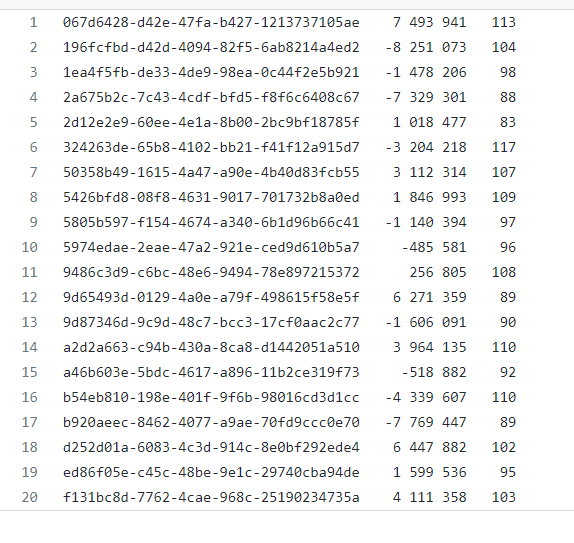 1 067d6428-d42e-47fa-b427-1213737105ae 7 493 941 113
2 196fcfbd-d42d-4094-82f5-6ab8214a4ed2 -8 251 073 104
3 1ea4f5fb-de33-4de9-98ea-0c44f2e5b921 -1 478 206 98
4 2a675b2c-7c43-4cdf-bfd5-f8f6c6408c67 -7 329 301 88
5 2d12e2e9-60ee-4e1a-8b00-2bc9bf18785f 1 018 477 83
6 324263de-65b8-4102-bb21-f41f12a915d7 -3 204 218 117
7 50358b49-1615-4a47-a90e-4b40d83fcb55 3 112 314 107
8 5426bfd8-08f8-4631-9017-701732b8a0ed 1 846 993 109
9 5805b597-f154-4674-a340-6b1d96b66c41 -1 140 394 97
10 5974edae-2eae-47a2-921e-ced9d610b5a7 -485 581 96
11 9486c3d9-c6bc-48e6-9494-78e897215372 256 805 108
12 9d65493d-0129-4a0e-a79f-498615f58e5f 6 271 359 89
13 9d87346d-9c9d-48c7-bcc3-17cf0aac2c77 -1 606 091 90
14 a2d2a663-c94b-430a-8ca8-d1442051a510 3 964 135 110
15 a46b603e-5bdc-4617-a896-11b2ce319f73 -518 882 92
16 b54eb810-198e-401f-9f6b-98016cd3d1cc -4 339 607 110
17 b920aeec-8462-4077-a9ae-70fd9ccc0e70 -7 769 447 89
18 d252d01a-6083-4c3d-914c-8e0bf292ede4 6 447 882 102
19 ed86f05e-c45c-48be-9e1c-29740cba94de 1 599 536 95
20 f131bc8d-7762-4cae-968c-25190234735a 4 111 358 103